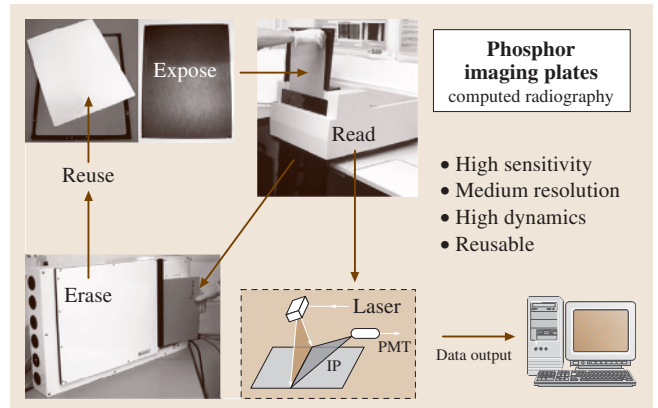 Expose
Phosphor
imaging plates
computed radiography
Read
• High sensitivity
• Medium resolution
• High dynamics
• Reusable
Reuse
Erase
Laser
PMT
IP
Data output